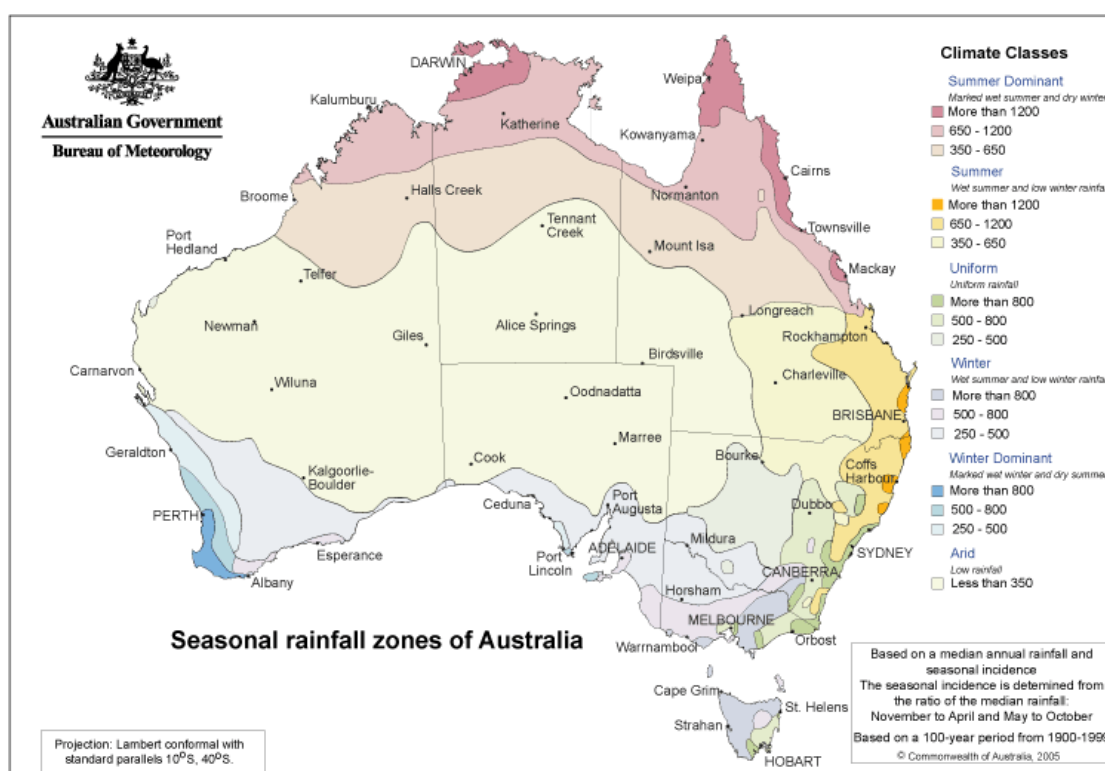 Australian Government
Bureau of Meteorology
DARWIN
Weipa
Kalumburu
Katherine
Kowanyama
Cairns
Halls Creek
Normanton
Broome
Townsville
Tennant
Creek
Port
Hedland
Mount Isa
Mackay
Telfer
Longreach
Newman
Alice Springs
Rockhampton
Giles
Birdsville
Carnarvon
Wiluna
Charleville
Oodnadatta
BRISBANE
Marree
Geraldton
Cook
Bourke
Coffs
Harbour
Kalgoorlie-
Boulder
Ceduna
Port
Augusta
Dubbo
PERTH
Mildura
Esperance
ADELAIDE
SYDNEY
Port
Lincoln
CANBERRA
Albany
Horsham
MELBOURNE
Seasonal rainfall zones of Australia
Warrnambool
Orbost
Cape Grim
St. Helens
Strahan
HOBART
Projection: Lambert conformal with
standard parallels 10°S, 40°S.
Climate Classes
Summer Dominant
Marked wet summer and dry winter
More than 1200
650 - 1200
350 - 650
Summer
Wet summer and low winter rainfal
More than 1200
650 - 1200
350 - 650
Uniform
Uniform rainfall
More than 800
500 - 800
250 - 500
Winter
Wet summer and low winter rainfal
More than 800
500 - 800
250 - 500
Winter Dominant
Marked wet winter and dry summer
More than 800
500 - 800
250 - 500
Arid
Low rainfall
Less than 350
Based on a median annual rainfall and
seasonal incidence
The seasonal incidence is detemined from
the ratio of the median rainfall:
November to April and May to October
Based on a 100-year period from 1900-1999
© Commonwealth of Australia, 2005